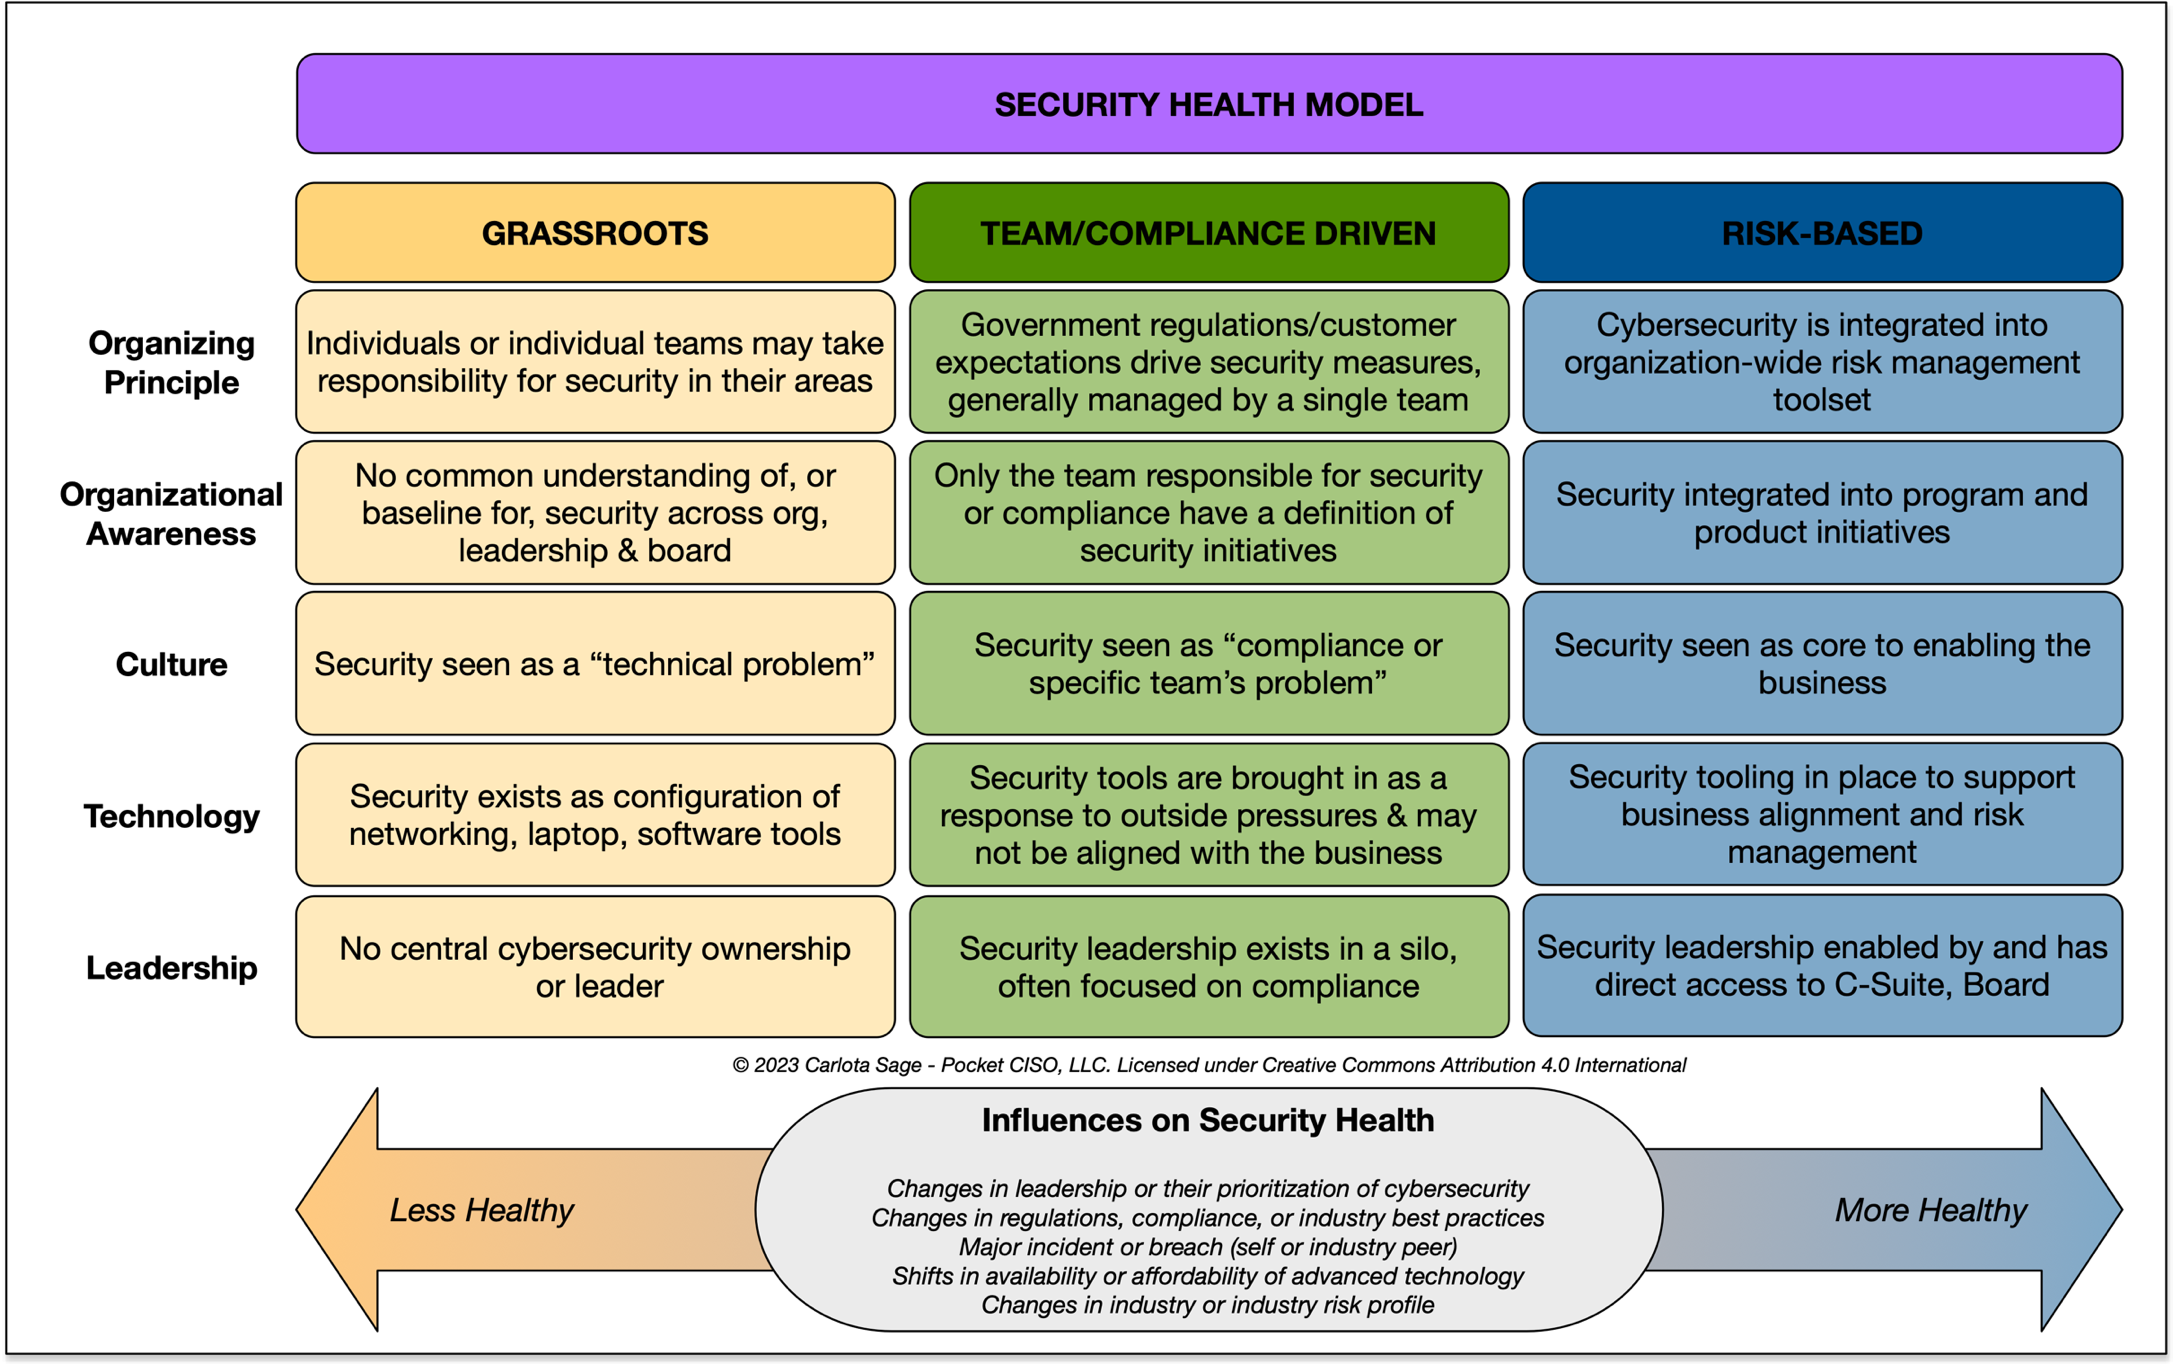 SECURITY HEALTH MODEL
GRASSROOTS
TEAM/COMPLIANCE DRIVEN
RISK-BASED
Organizing
Principle
Individuals or individual teams may take
responsibility for security in their areas
Government regulations/customer
expectations drive security measures,
generally managed by a single team
Cybersecurity is integrated into
organization-wide risk management
toolset
Organizational
Awareness
No common understanding of, or
baseline for, security across org,
leadership & board
Only the team responsible for security
or compliance have a definition of
security initiatives
Security integrated into program and
product initiatives
Culture
Security seen as a “technical problem”
Security seen as “compliance or
specific team’s problem”
Security seen as core to enabling the
business
Technology
Security exists as configuration of
networking, laptop, software tools
Security tools are brought in as a
response to outside pressures & may
not be aligned with the business
Security tooling in place to support
business alignment and risk
management
Leadership
No central cybersecurity ownership
or leader
Security leadership exists in a silo,
often focused on compliance
Security leadership enabled by and has
direct access to C-Suite, Board
© 2023 Carlota Sage - Pocket CISO, LLC. Licensed under Creative Commons Attribution 4.0 International
Less Healthy
Influences on Security Health
Changes in leadership or their prioritization of cybersecurity
Changes in regulations, compliance, or industry best practices
Major incident or breach (self or industry peer)
Shifts in availability or affordability of advanced technology
Changes in industry or industry risk profile
More Healthy